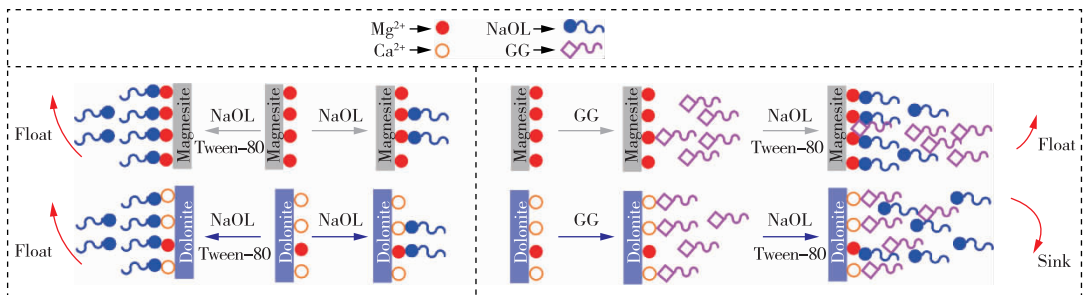 Mg²⁺ NaOL
Ca²⁺ GG
Magnesite
NaOL
Tween-80
Magnesite
NaOL
Magnesite
Float
Dolonite
NaOL
Tween-80
Dolonite
NaOL
Dolonite
Float
Magnesite
GG
Magnesite
NaOL
Tween-80
Magnesite
Float
Dolonite
GG
Dolonite
NaOL
Tween-80
Dolonite
Sink